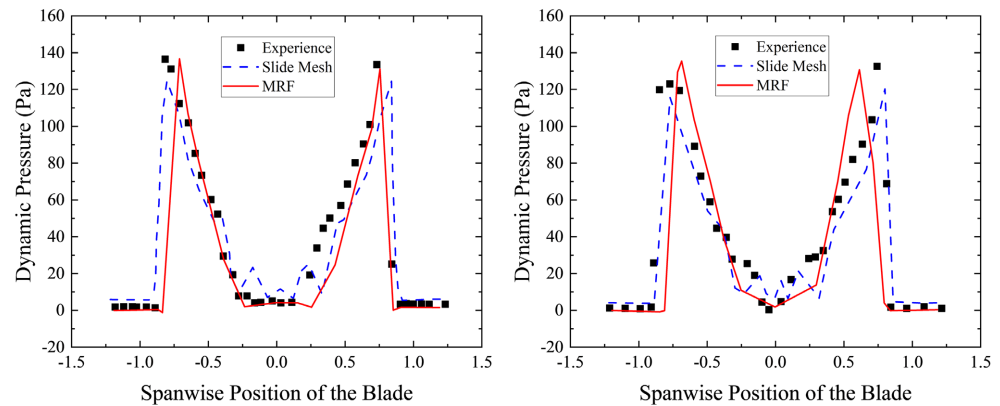 160
140
120
100
80
60
40
20
0
-20
Dynamic Pressure (Pa)
Experience
Slide Mesh
MRF
-1.5 -1.0 -0.5 0.0 0.5 1.0 1.5
Spanwise Position of the Blade
160
140
120
100
80
60
40
20
0
-20
Dynamic Pressure (Pa)
Experience
Slide Mesh
MRF
-1.5 -1.0 -0.5 0.0 0.5 1.0 1.5
Spanwise Position of the Blade